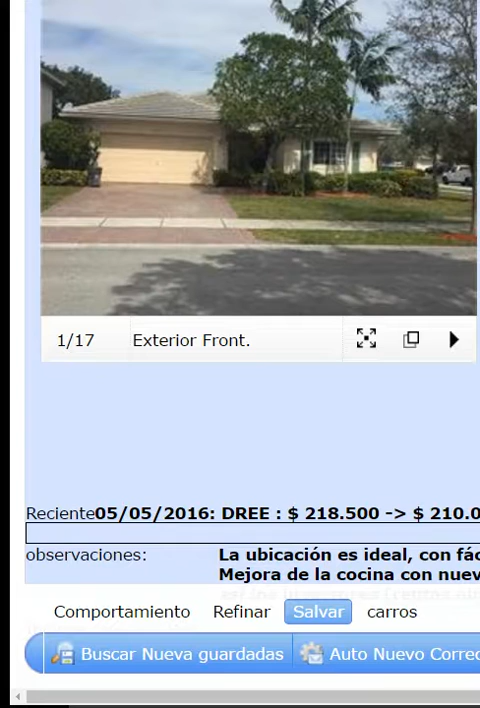 1/17 Exterior Front.
Reciente05/05/2016: DREE : $ 218.500 -> $ 210.0
observaciones: La ubicación es ideal, con fác
Mejora de la cocina con nuev
Comportamiento Refinar Salvar carros
Buscar Nueva guardadas Auto Nuevo Correo